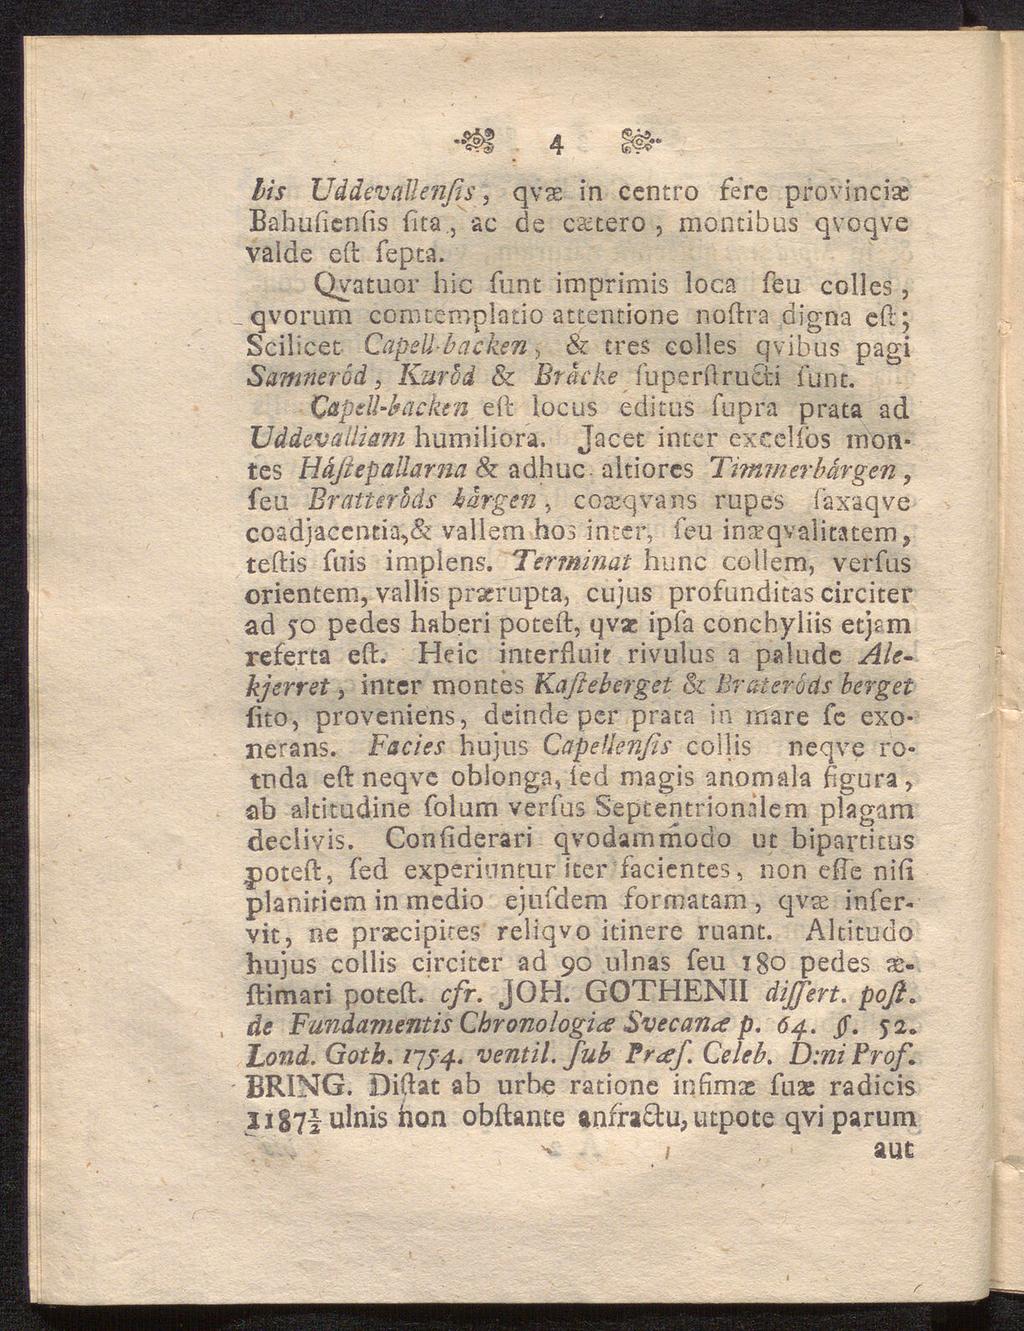 4
bis Uddevallenſis, qvæ in centro fere provinciæ
Bahuſienſis ſita, ac de cætero, montibus qvoqve
valde eſt ſepta.
Qvatuor hic ſunt imprimis loca ſeu colles,
qvorum comtemplatio attentione noſtra digna eſt;
Scilicet Capell-backen, & tres colles qvibus pagi
Samneröd, Kuröd & Bräcke ſuperſtructi ſunt.
Capell-backen eſt locus editus ſupra prata ad
Uddevalliam humiliora. Jacet inter excelſos mon-
tes Häſtepallarna & adhuc altiores Timmerbärgen,
ſeu Bratteröds bärgen, coæqvans rupes ſaxaqve
coadjacentia,& vallem hos inter, ſeu inæqvalitatem,
teſtis ſuis implens. Terminat hunc collem, verſus
orientem, vallis prærupta, cujus profunditas circiter
ad 50 pedes haberi poteſt, qvæ ipſa conchyliis etjam
referta eſt. Heic interfluit rivulus a palude Ale-
kjerret, inter montes Kaſteberget & Brateröds berget
ſito, proveniens, deinde per prata in mare ſe exo-
nerans. Facies hujus Capellenſis collis neqve ro-
tnda eſt neqve oblonga, ſed magis anomala figura,
ab altitudine ſolum verſus Septentrionalem plagam
declivis. Conſiderari qvodammodo ut bipartitus
poteſt, ſed experiuntur iter facientes, non eſſe niſi
planitiem in medio ejuſdem formatam, qvæ inſer-
vit, ne præcipites reliqvo itinere ruant. Altitudo
hujus collis circiter ad 90 ulnas ſeu 180 pedes æ-
ſtimari poteſt. cfr. JOH. GOTHENII diſſert. poſt.
de Fundamentis Chronologiæ Svecanæ p. 64. §. 52.
Lond. Goth. 1754. ventil. ſub Præſ. Celeb. D:ni Prof.
BRING. Diſtat ab urbe ratione infimæ ſuæ radicis
1187½ ulnis non obſtante anfractu, utpote qvi parum
aut